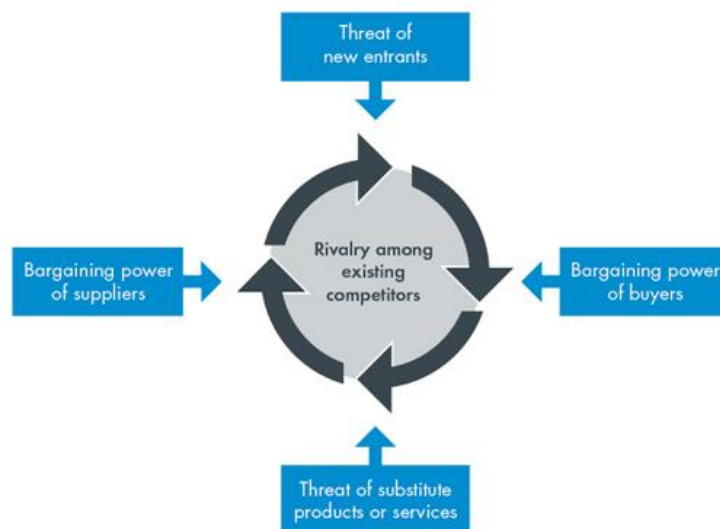 Threat of
new entrants
Bargaining power
of suppliers
Rivalry among
existing
competitors
Bargaining power
of buyers
Threat of substitute
products or services